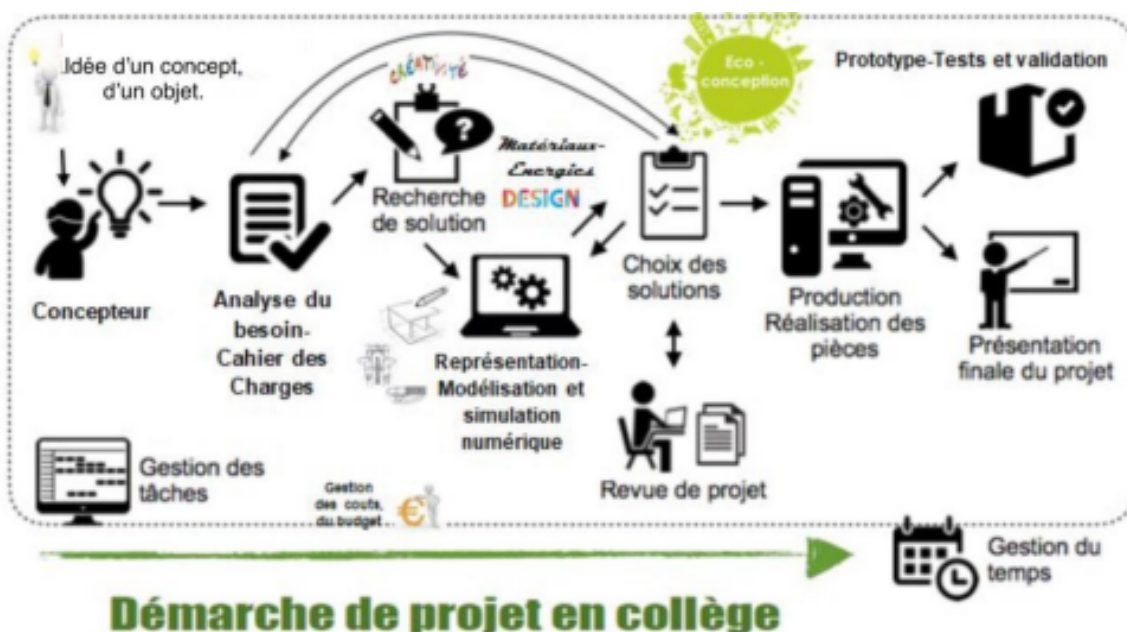 Idée d'un concept,
d'un objet.
CRÉATIVITÉ
Eco -
conception
Prototype-Tests et validation
Matériaux-
Energies
DESIGN
Recherche
de solution
Concepteur
Analyse du
besoin-
Cahier des
Charges
Représentation-
Modélisation et
simulation
numérique
Choix des
solutions
Production
Réalisation des
pièces
Présentation
finale du projet
Revue de projet
Gestion des
tâches
Gestion
des couts,
du budget
Gestion du
temps
Démarche de projet en collège